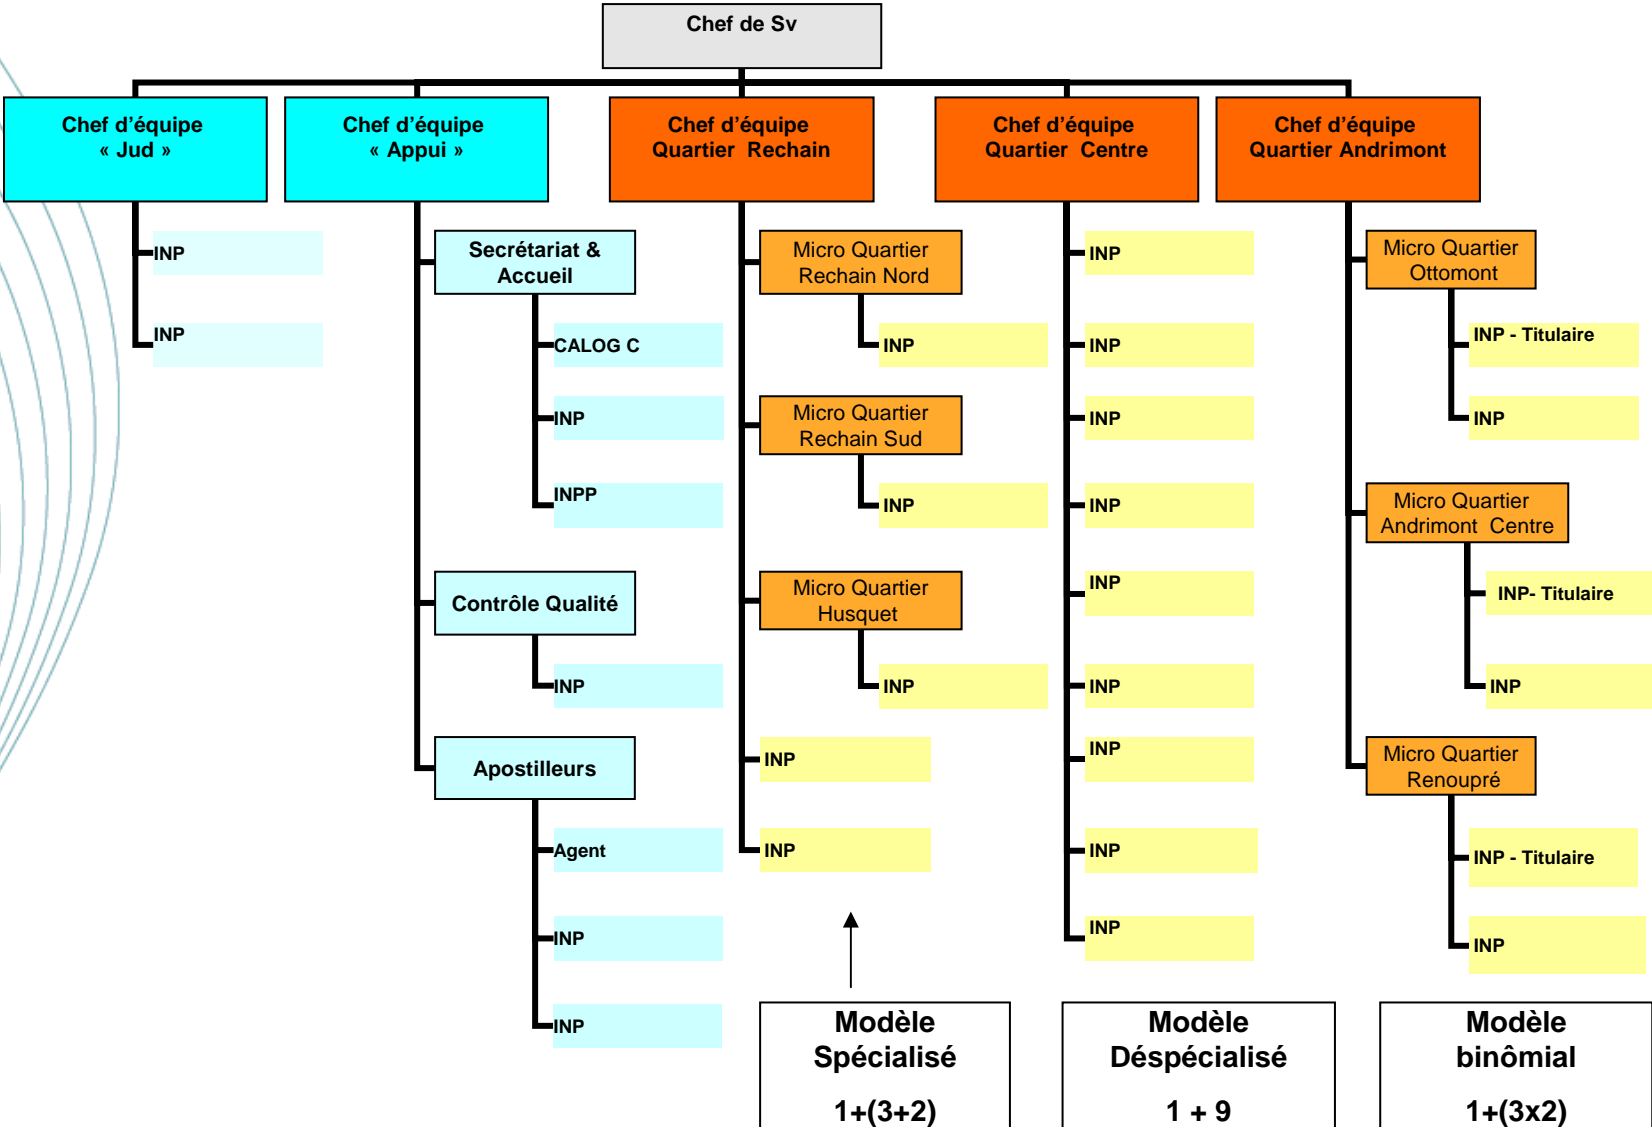 Chef de Sv
Chef d'équipe
« Jud »
INP
INP
Chef d'équipe
« Appui »
Secrétariat &
Accueil
CALOG C
INP
INPP
Contrôle Qualité
INP
Apostilleurs
Agent
INP
INP
Chef d'équipe
Quartier Rechain
Micro Quartier
Rechain Nord
INP
Micro Quartier
Rechain Sud
INP
Micro Quartier
Husquet
INP
INP
INP
Modèle
Spécialisé
1+(3+2)
Chef d'équipe
Quartier Centre
INP
INP
INP
INP
INP
INP
INP
INP
INP
Modèle
Déspécialisé
1 + 9
Chef d'équipe
Quartier Andrimont
Micro Quartier
Ottomont
INP - Titulaire
INP
Micro Quartier
Andrimont Centre
INP- Titulaire
INP
Micro Quartier
Renoupré
INP - Titulaire
INP
Modèle
binômial
1+(3x2)